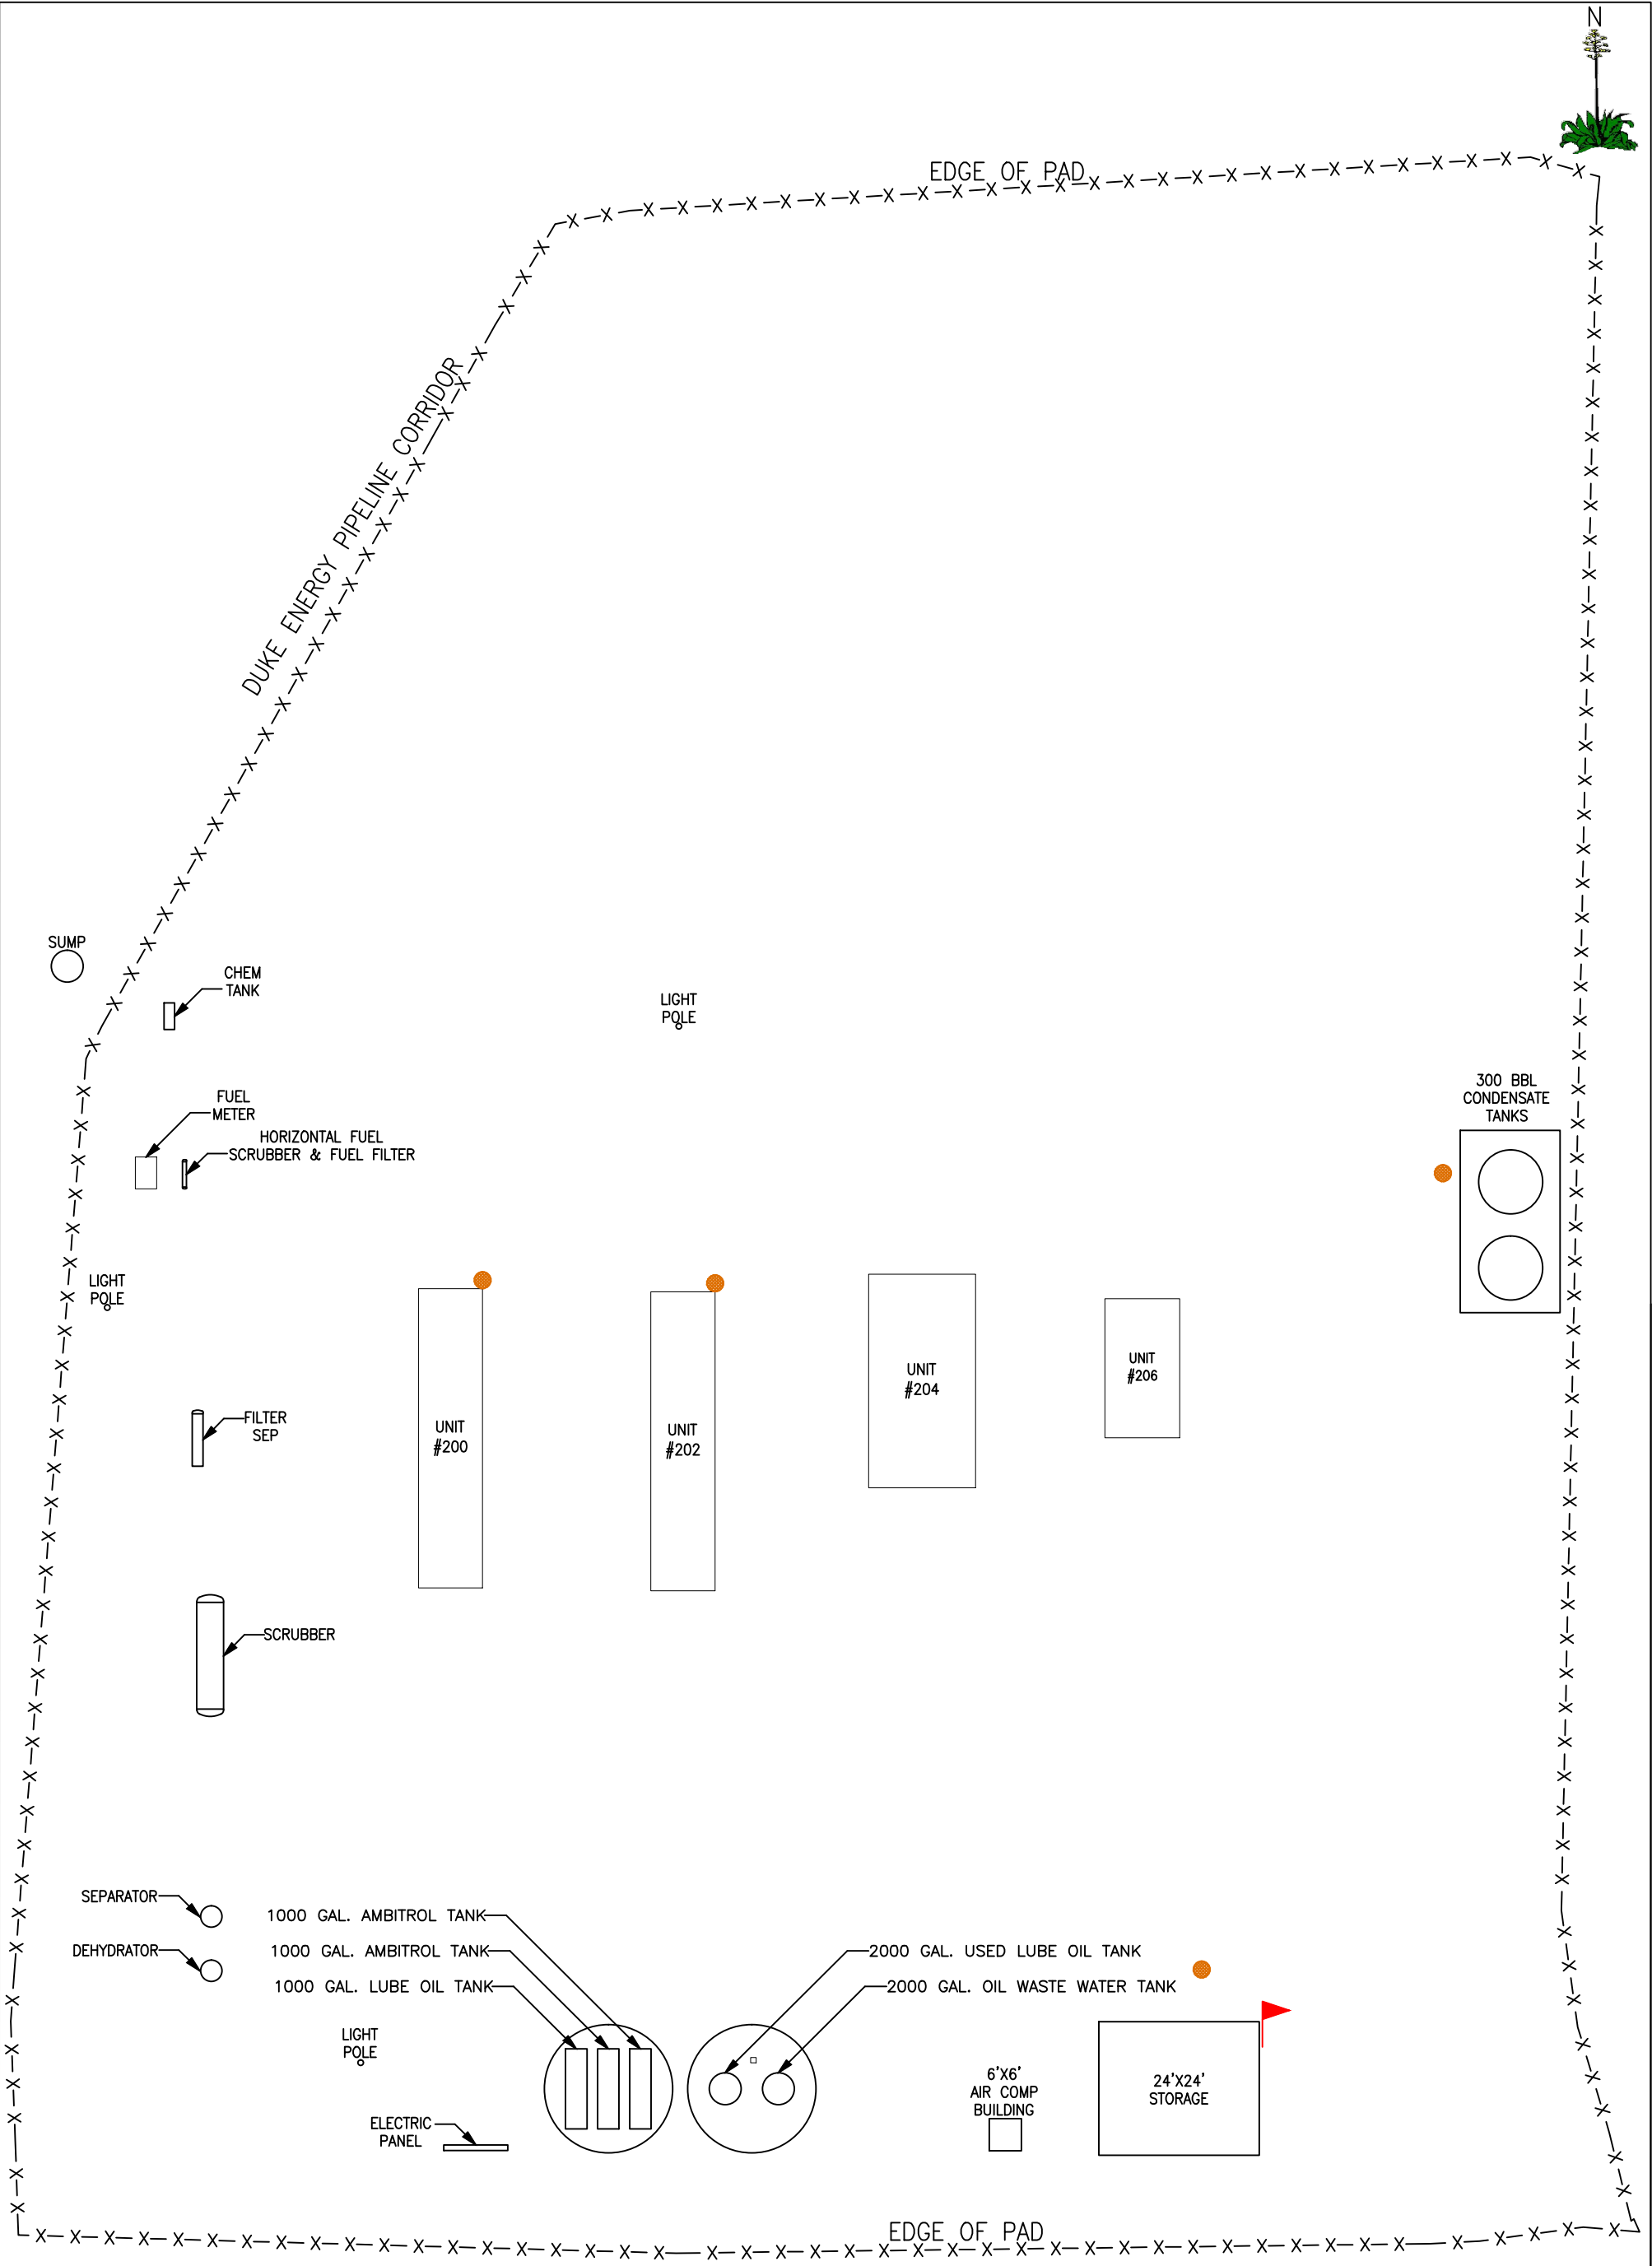 N
EDGE OF PAD
DUKE ENERGY PIPELINE CORRIDOR
SUMP
CHEM
TANK
LIGHT
POLE
FUEL
METER
HORIZONTAL FUEL
SCRUBBER & FUEL FILTER
300 BBL
CONDENSATE
TANKS
LIGHT
POLE
UNIT
#200
UNIT
#202
UNIT
#204
UNIT
#206
FILTER
SEP
SCRUBBER
SEPARATOR
DEHYDRATOR
1000 GAL. AMBITROL TANK
1000 GAL. AMBITROL TANK
1000 GAL. LUBE OIL TANK
2000 GAL. USED LUBE OIL TANK
2000 GAL. OIL WASTE WATER TANK
LIGHT
POLE
ELECTRIC
PANEL
6'X6'
AIR COMP
BUILDING
24'X24'
STORAGE
EDGE OF PAD